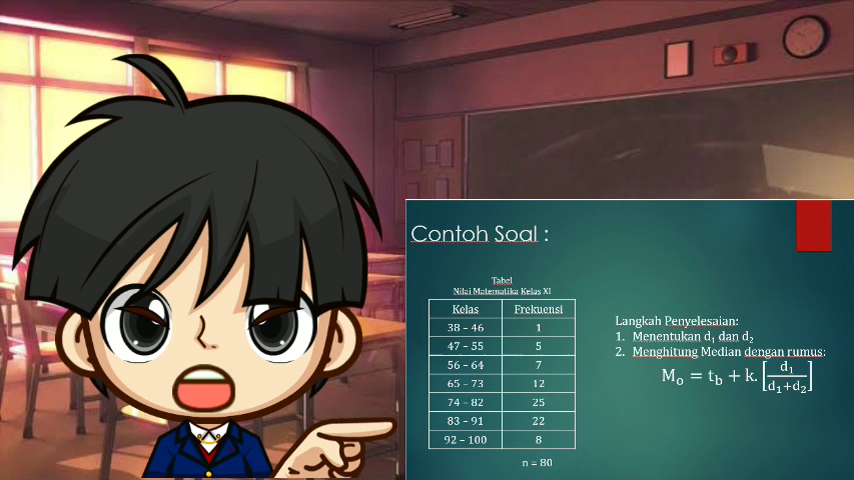 Contoh Soal :
Tabel
Nilai Matematika Kelas XI
Kelas Frekuensi
38 – 46 1
47 – 55 5
56 – 64 7
65 – 73 12
74 – 82 25
83 – 91 22
92 – 100 8
n = 80
Langkah Penyelesaian:
1. Menentukan d₁ dan d₂
2. Menghitung Median dengan rumus:
M₀ = t_b + k. [d₁ / (d₁+d₂)]